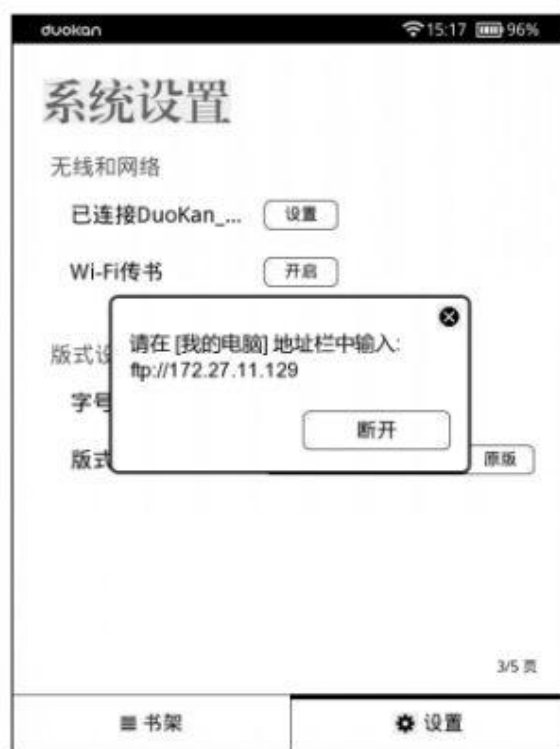 duokan 15:17 96%
系统设置
无线和网络
已连接DuoKan_... 设置
Wi-Fi传书 开启
请在 [我的电脑] 地址栏中输入:
ftp://172.27.11.129
断开
版式设
字号
版式 原版
3/5 页
书架 设置